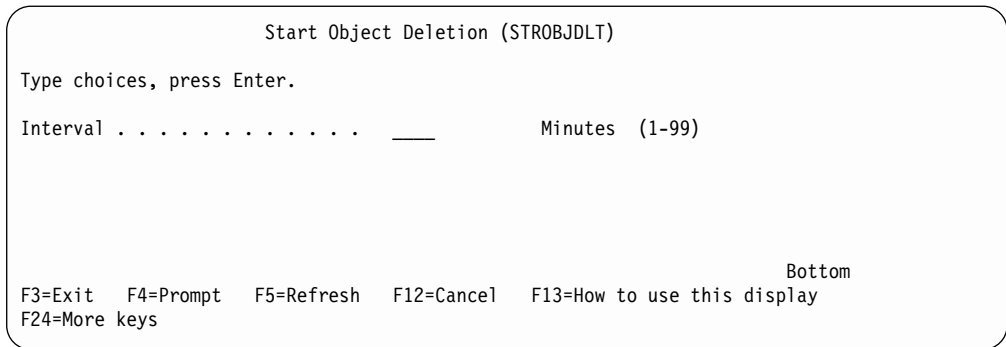 Start Object Deletion (STROBJDLT)
Type choices, press Enter.
Interval . . . . . . . . . . . . ____ Minutes (1-99)
Bottom
F3=Exit F4=Prompt F5=Refresh F12=Cancel F13=How to use this display
F24=More keys